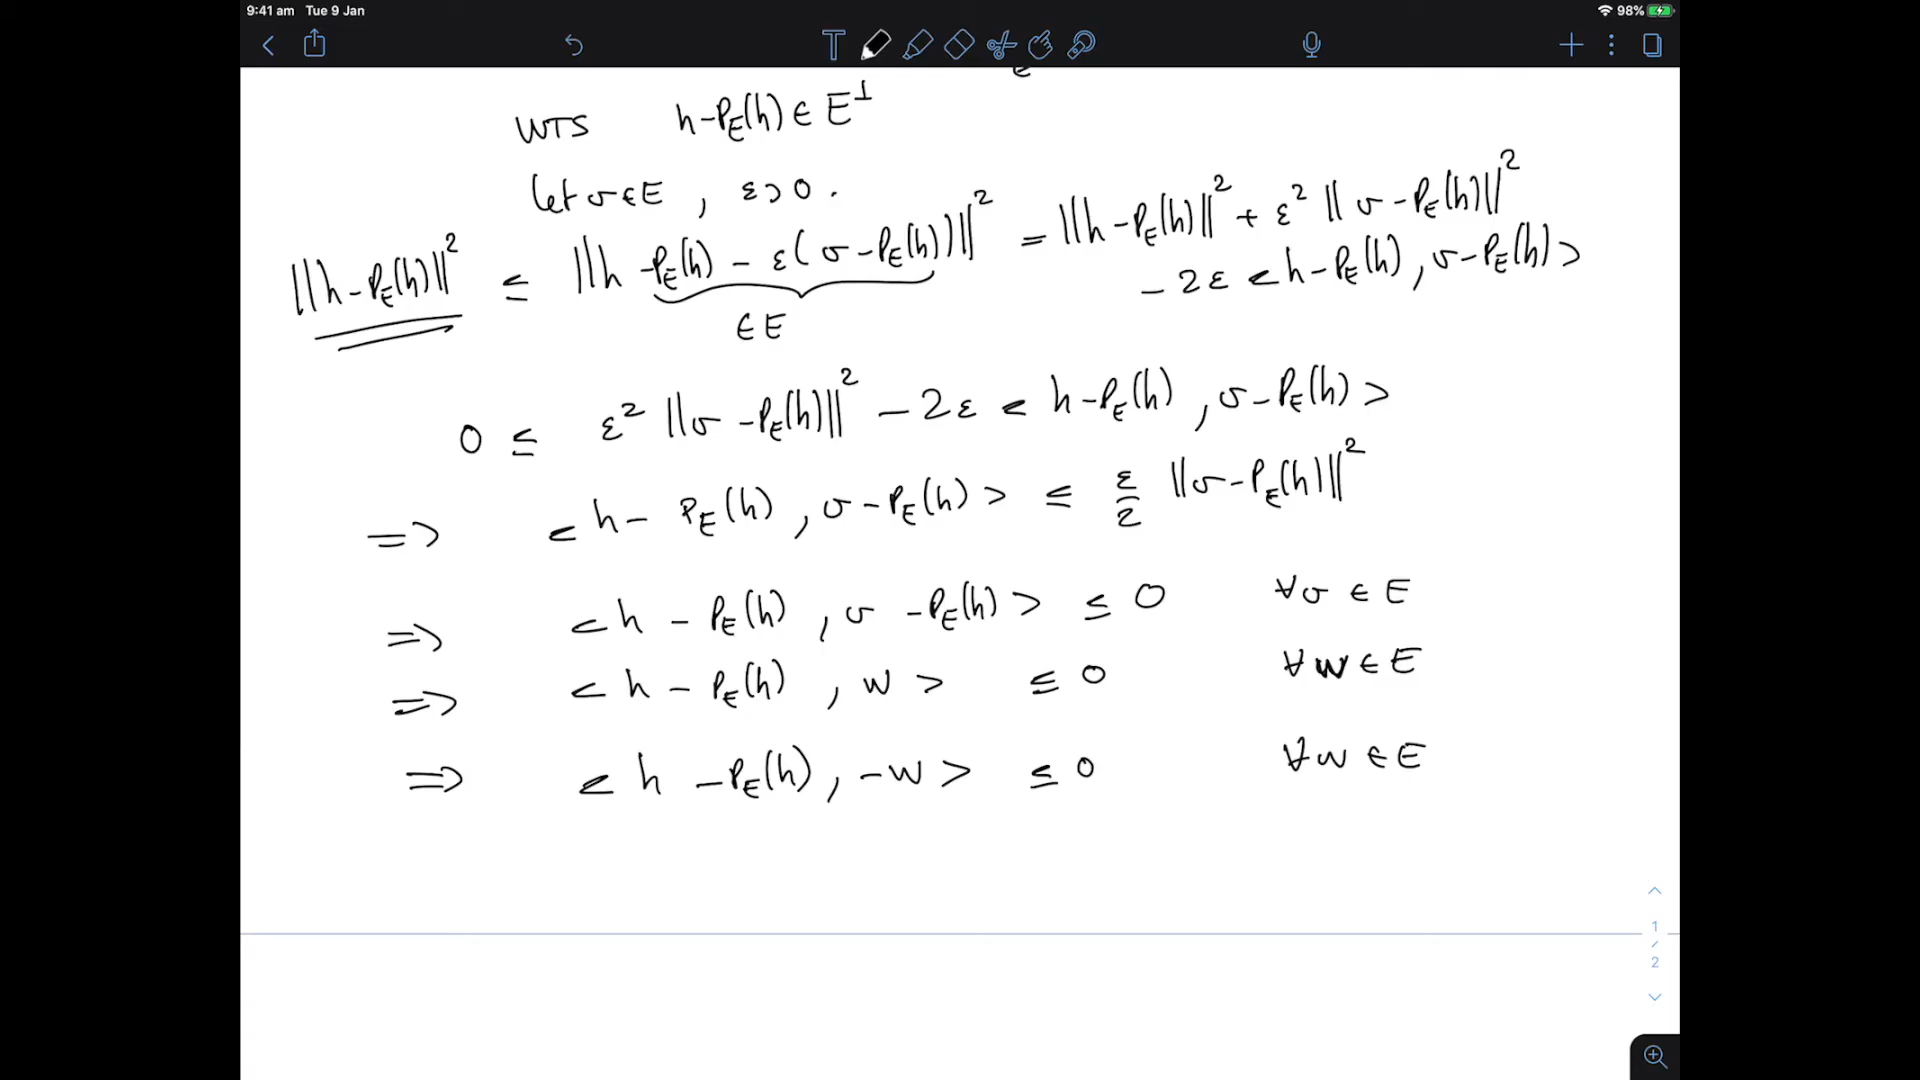 9:41 am Tue 9 Jan 98%
WTS h-P_E(h) ∈ E^⊥
let v∈E, ε>0.
||h-P_E(h)||² ≤ ||h-P_E(h) - ε(v-P_E(h))||² = ||h-P_E(h)||² + ε² ||v-P_E(h)||²
- 2ε <h-P_E(h), v-P_E(h)>
∈E
0 ≤ ε² ||v-P_E(h)||² - 2ε <h-P_E(h), v-P_E(h)>
=> <h-P_E(h), v-P_E(h)> ≤ ε/2 ||v-P_E(h)||²
=> <h-P_E(h), v-P_E(h)> ≤ 0 ∀v ∈ E
=> <h-P_E(h), w> ≤ 0 ∀w ∈ E
=> <h-P_E(h), -w> ≤ 0 ∀w ∈ E
1
/
2